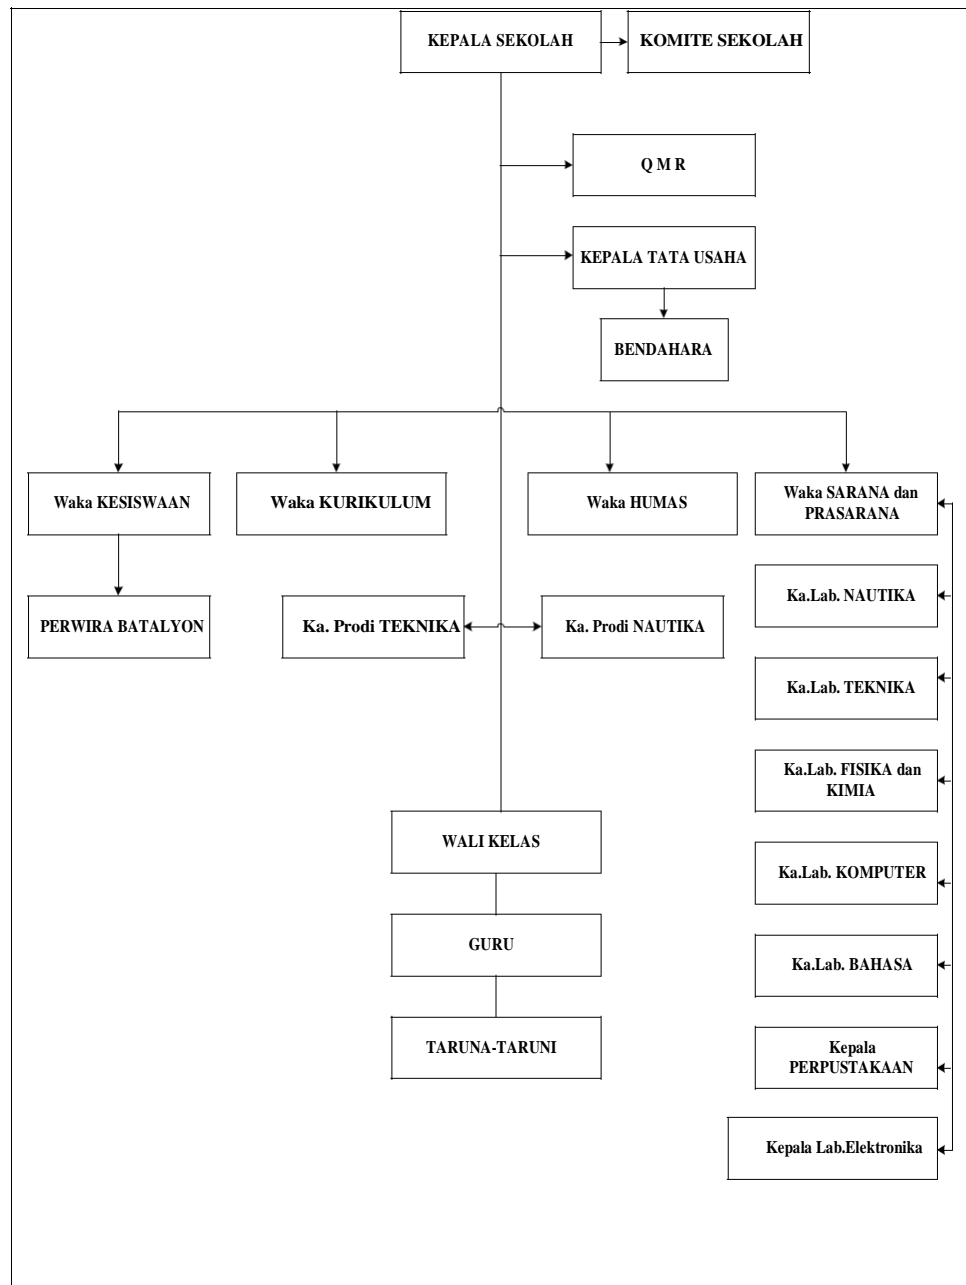 KEPALA SEKOLAH
KOMITE SEKOLAH
Q M R
KEPALA TATA USAHA
BENDAHARA
Waka KESISWAAN
Waka KURIKULUM
Waka HUMAS
Waka SARANA dan
PRASARANA
PERWIRA BATALYON
Ka. Prodi TEKNIKA
Ka. Prodi NAUTIKA
Ka.Lab. NAUTIKA
Ka.Lab. TEKNIKA
Ka.Lab. FISIKA dan
KIMIA
WALI KELAS
Ka.Lab. KOMPUTER
GURU
Ka.Lab. BAHASA
TARUNA-TARUNI
Kepala
PERPUSTAKAAN
Kepala Lab.Elektronika